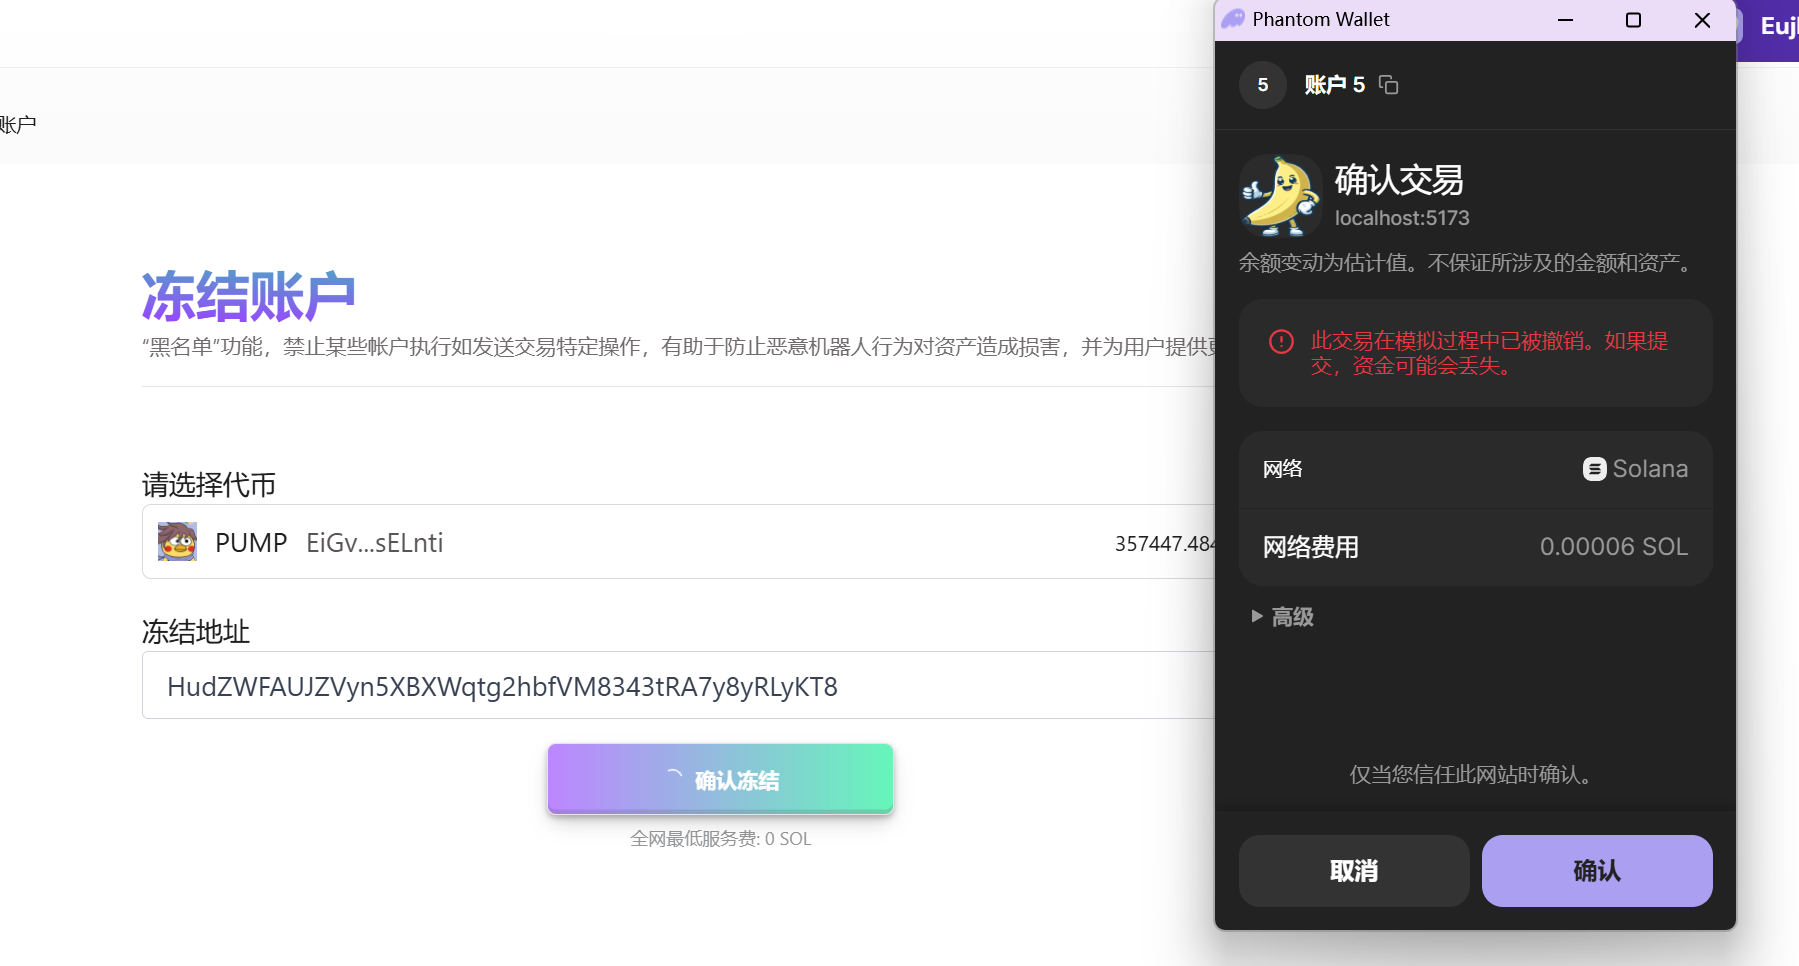 账户
冻结账户
“黑名单”功能，禁止某些帐户执行如发送交易特定操作，有助于防止恶意机器人行为对资产造成损害，并为用户提供
请选择代币
PUMP EiGv...sELnti
357447.484
冻结地址
HudZWFAUJZVyn5XBXWqtg2hbfVM8343tRA7y8yRLyKT8
确认冻结
全网最低服务费: 0 SOL
Phantom Wallet
5 账户 5
确认交易
localhost:5173
余额变动为估计值。不保证所涉及的金额和资产。
此交易在模拟过程中已被撤销。如果提
交，资金可能会丢失。
网络 Solana
网络费用 0.00006 SOL
高级
仅当您信任此网站时确认。
取消 确认